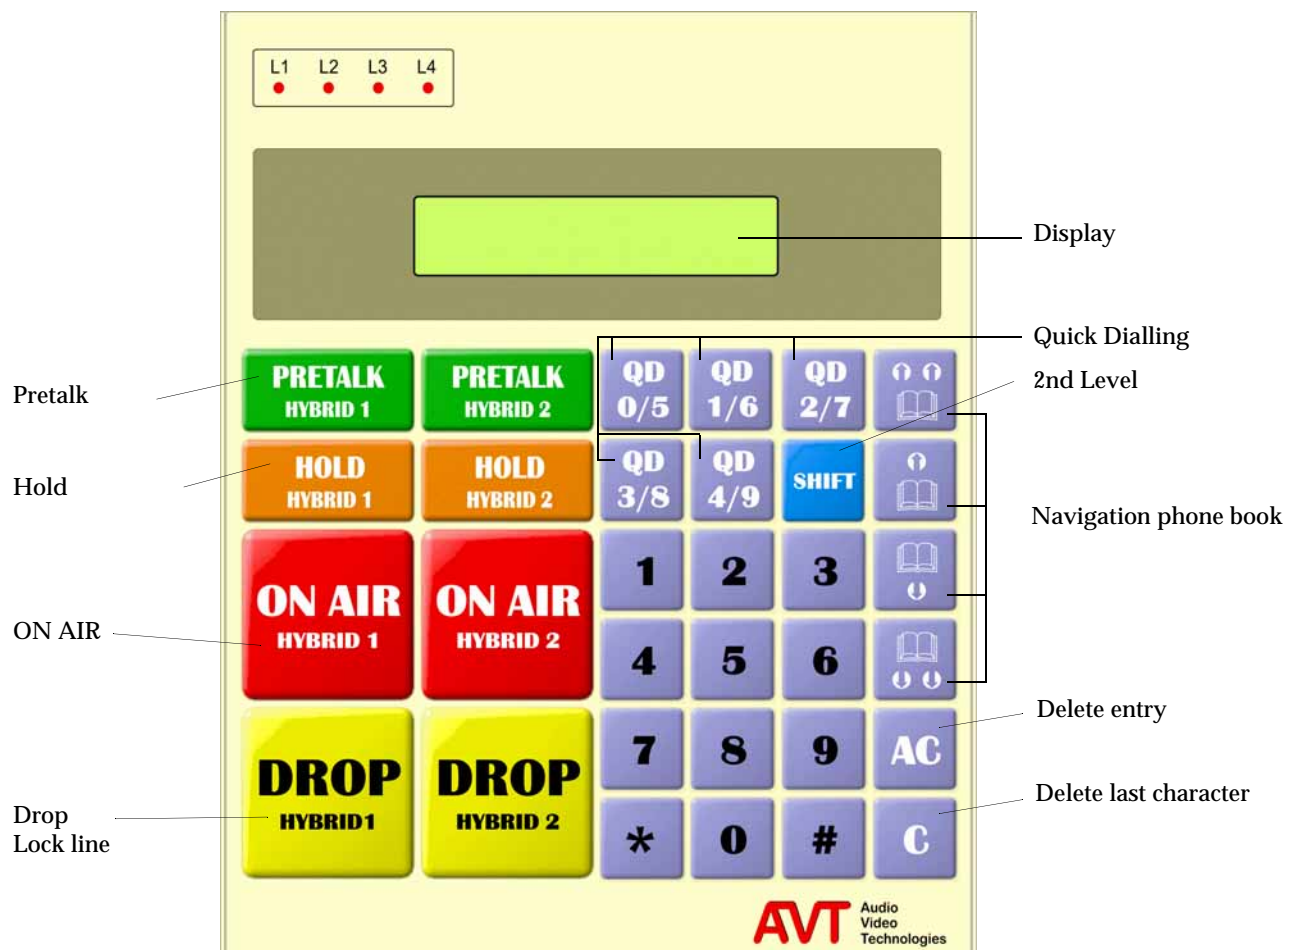 L1 L2 L3 L4
Display
Quick Dialling
2nd Level
Pretalk
PRETALK
HYBRID 1
PRETALK
HYBRID 2
QD
0/5
QD
1/6
QD
2/7
Hold
HOLD
HYBRID 1
HOLD
HYBRID 2
QD
3/8
QD
4/9
SHIFT
Navigation phone book
ON AIR
ON AIR
HYBRID 1
ON AIR
HYBRID 2
1 2 3
4 5 6
Delete entry
Drop
Lock line
DROP
HYBRID1
DROP
HYBRID 2
7 8 9 AC
Delete last character
* 0 # C
AVT Audio
Video
Technologies